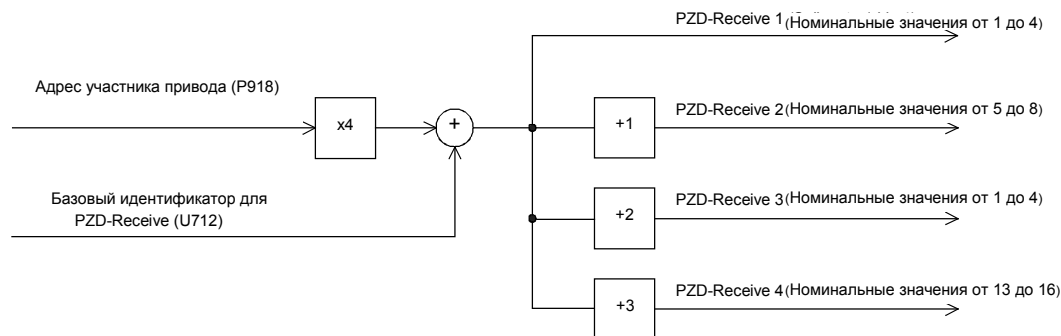 PZD-Receive 1 (Номинальные значения от 1 до 4)
Адрес участника привода (P918)
x4
+
+1
PZD-Receive 2 (Номинальные значения от 5 до 8)
Базовый идентификатор для
PZD-Receive (U712)
+2
PZD-Receive 3 (Номинальные значения от 1 до 4)
+3
PZD-Receive 4 (Номинальные значения от 13 до 16)